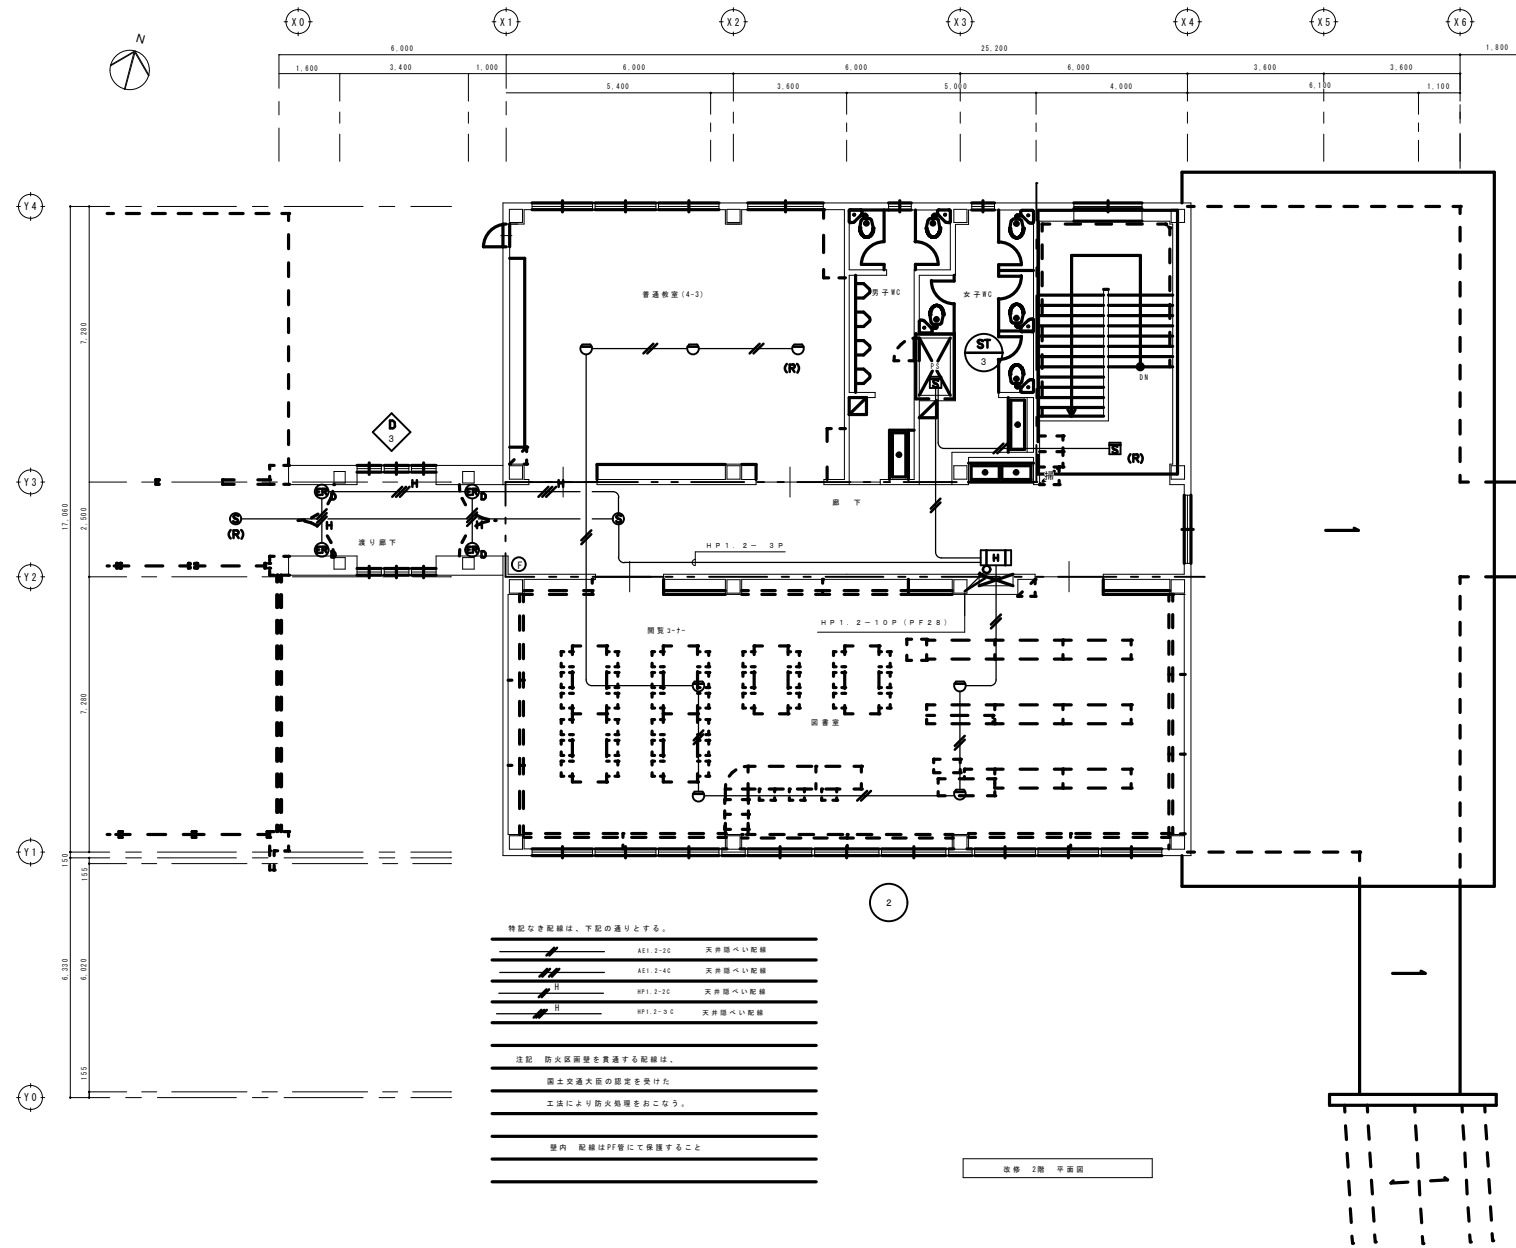 X0
X1
X2
X3
X4
X5
X6
N
6,000
25,200
1,800
1,600
3,400
1,000
6,000
6,000
6,000
3,600
3,600
5,400
3,600
5,000
4,000
6,100
1,100
Y4
Y3
Y2
Y1
Y0
7,280
17,060
2,500
7,280
150
155
6,330
6,020
155
普通教室(4-3)
男子WC
女子WC
PS
ST
3
DN
(R)
S
S
(R)
D
3
H
H
ER
D
ER
D
S
(R)
H
H
S
ER
D
ER
D
渡り廊下
F
廊 下
HP1.2- 3P
H
HP1.2-10P(PF28)
閲覧コーナー
図書室
2
特記なき配線は、下記の通りとする。
AE1.2-2C 天井隠ぺい配線
AE1.2-4C 天井隠ぺい配線
H HP1.2-2C 天井隠ぺい配線
H HP1.2-3C 天井隠ぺい配線
注記 防火区画壁を貫通する配線は、
国土交通大臣の認定を受けた
工法により防火処理をおこなう。
壁内 配線はPF管にて保護すること
改修 2階 平面図